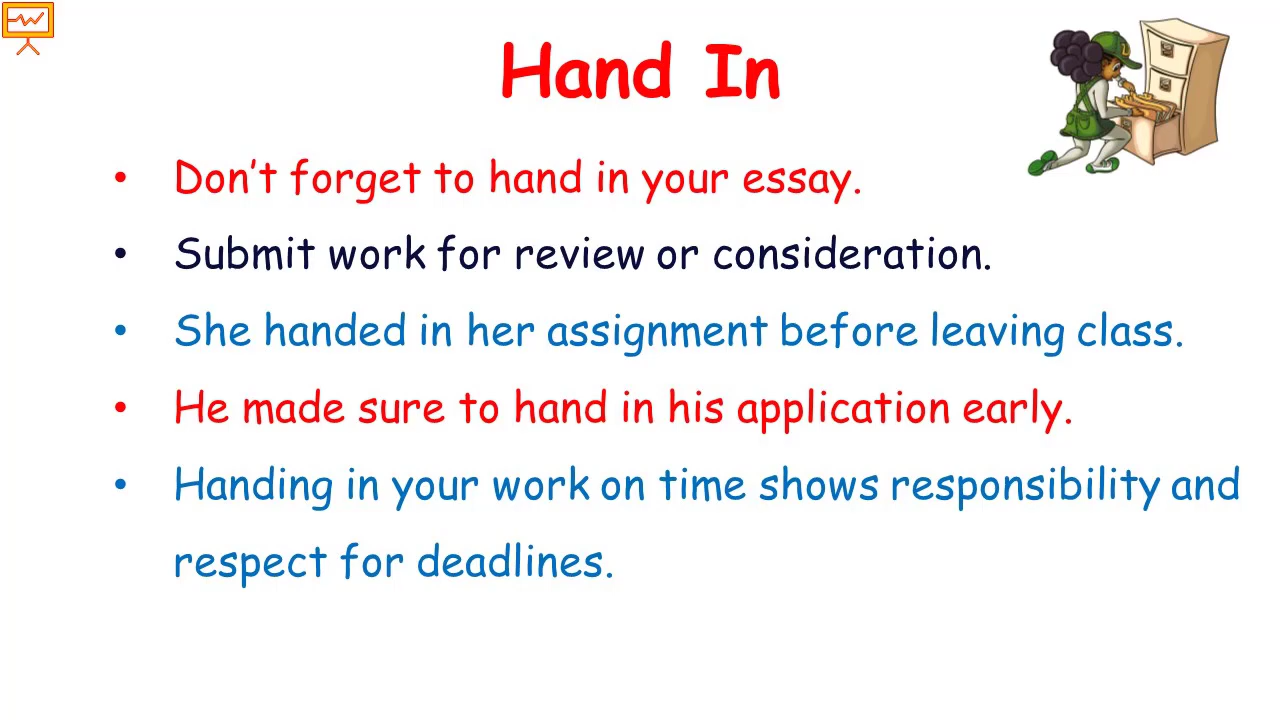 Hand In
• Don’t forget to hand in your essay.
• Submit work for review or consideration.
• She handed in her assignment before leaving class.
• He made sure to hand in his application early.
• Handing in your work on time shows responsibility and
respect for deadlines.